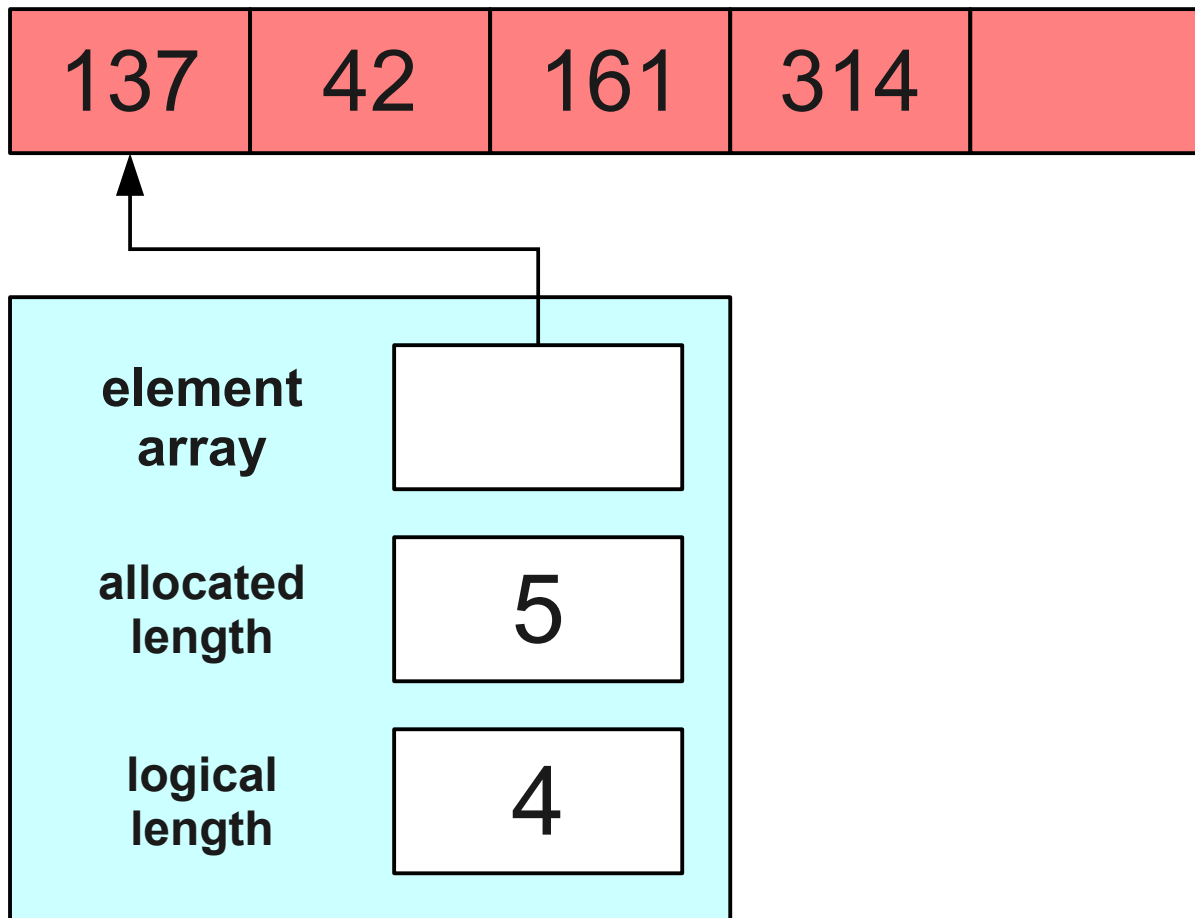 137 42 161 314
element
array
allocated
length
5
logical
length
4